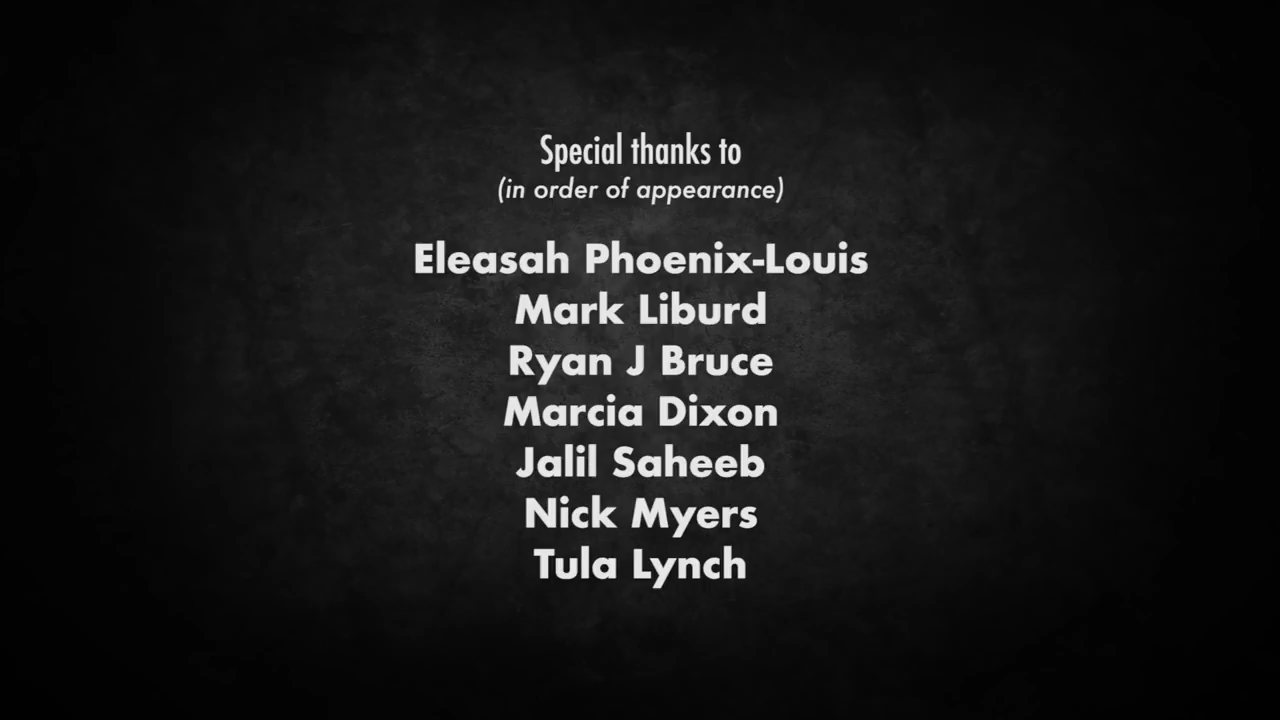 Special thanks to
(in order of appearance)
Eleasah Phoenix-Louis
Mark Liburd
Ryan J Bruce
Marcia Dixon
Jalil Saheeb
Nick Myers
Tula Lynch